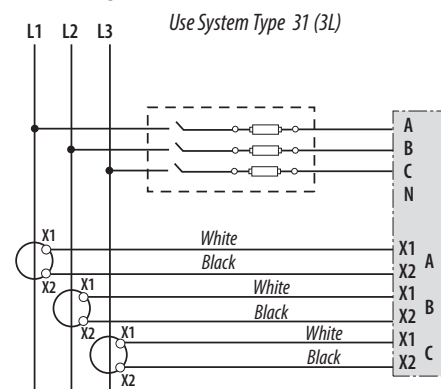 Use System Type 31 (3L)
L1 L2 L3
A
B
C
N
X1 White X1
Black A
X2 X2
X1 White X1
Black B
X2 X2
X1 White X1
Black C
X2 X2